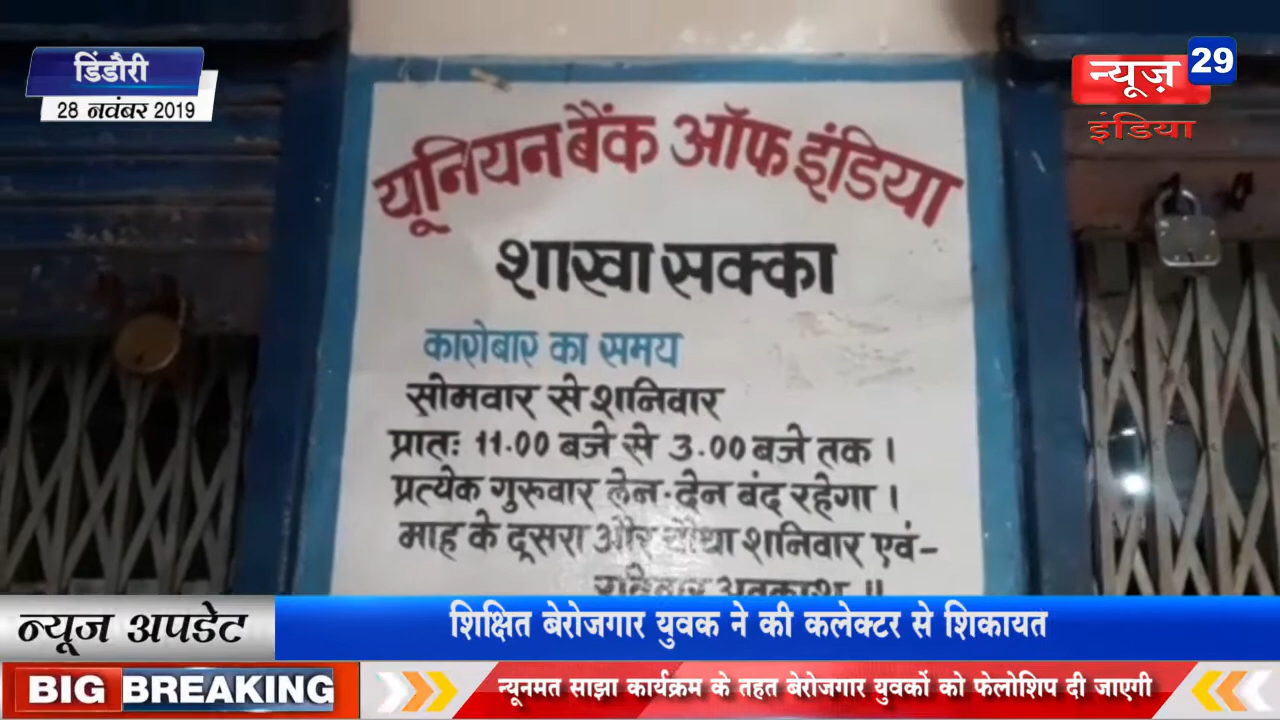 डिंडौरी
28 नवंबर 2019
न्यूज़ 29
इंडिया
यूनियन बैंक ऑफ इंडिया
शाखा सक्का
कारोबार का समय
सोमवार से शनिवार
प्रातः 11.00 बजे से 3.00 बजे तक ।
प्रत्येक गुरूवार लेन-देन बंद रहेगा ।
माह के दूसरा और चौथा शनिवार एवं-
रविवार अवकाश ॥
न्यूज अपडेट
शिक्षित बेरोजगार युवक ने की कलेक्टर से शिकायत
BIG BREAKING
न्यूनमत साझा कार्यक्रम के तहत बेरोजगार युवकों को फेलोशिप दी जाएगी